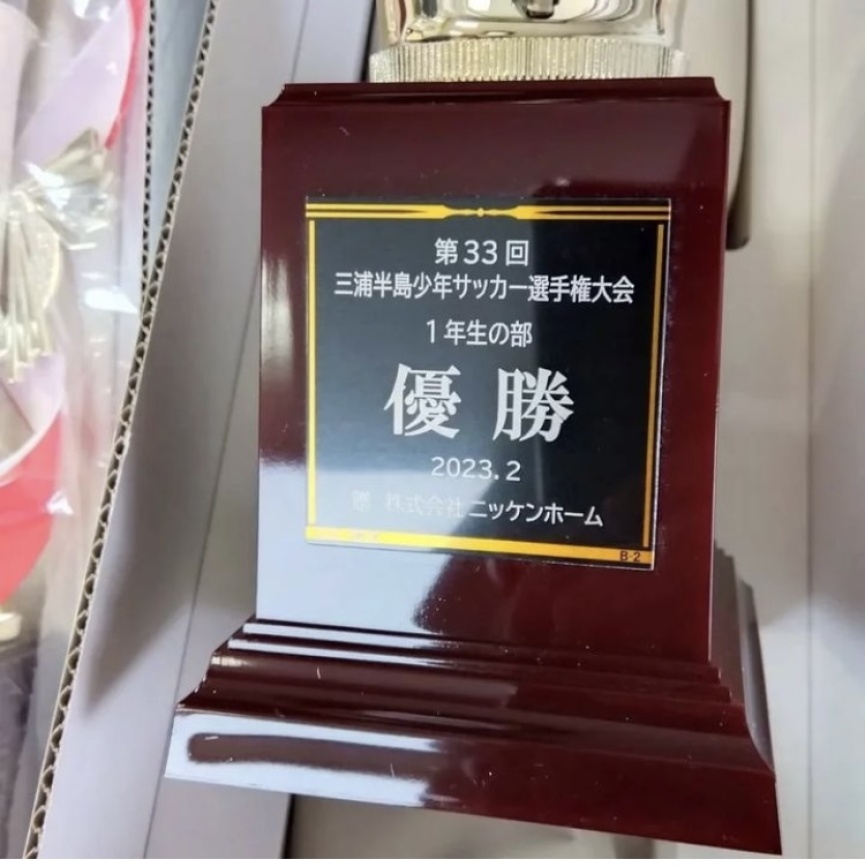 第33回
三浦半島少年サッカー選手権大会
1年生の部
優勝
2023.2
贈 株式会社ニッケンホーム
B-2